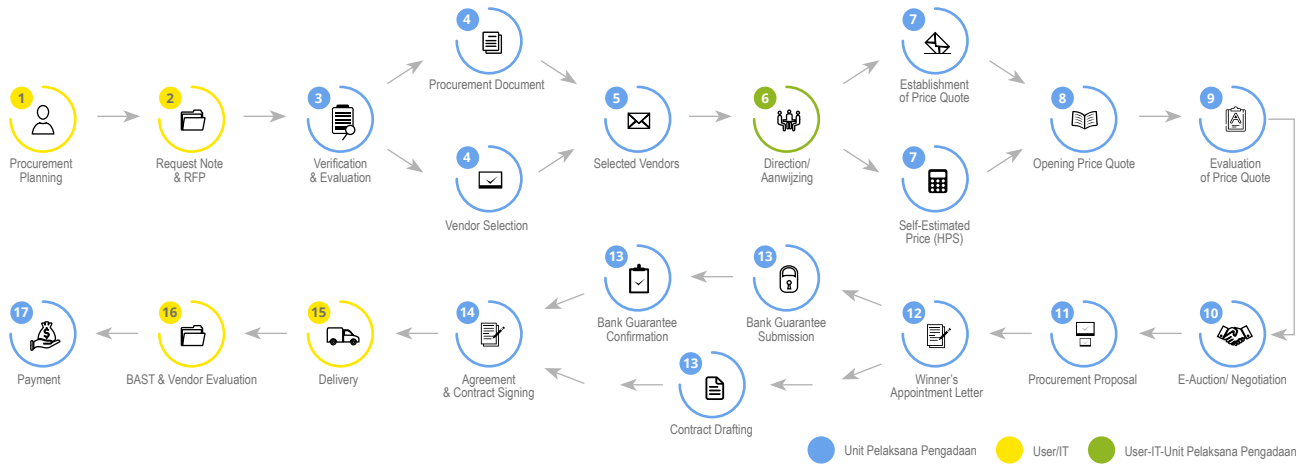 1
Procurement
Planning
2
Request Note
& RFP
3
Verification
& Evaluation
4
Procurement Document
4
Vendor Selection
5
Selected Vendors
6
Direction/
Aanwijzing
7
Establishment
of Price Quote
7
Self-Estimated
Price (HPS)
8
Opening Price Quote
9
A
Evaluation
of Price Quote
10
E-Auction/ Negotiation
11
Procurement Proposal
12
Winner's
Appointment Letter
13
Bank Guarantee
Submission
13
Bank Guarantee
Confirmation
13
Contract Drafting
14
Agreement
& Contract Signing
15
Delivery
16
BAST & Vendor Evaluation
17
$
Payment
Unit Pelaksana Pengadaan
User/IT
User-IT-Unit Pelaksana Pengadaan